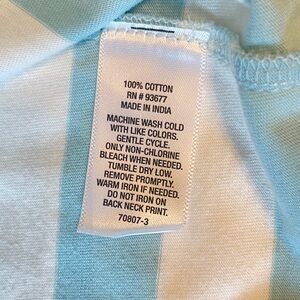 100% COTTON
RN # 93677
MADE IN INDIA
MACHINE WASH COLD
WITH LIKE COLORS.
GENTLE CYCLE.
ONLY NON-CHLORINE
BLEACH WHEN NEEDED.
TUMBLE DRY LOW.
REMOVE PROMPTLY.
WARM IRON IF NEEDED.
DO NOT IRON ON
BACK NECK PRINT.
70807-3